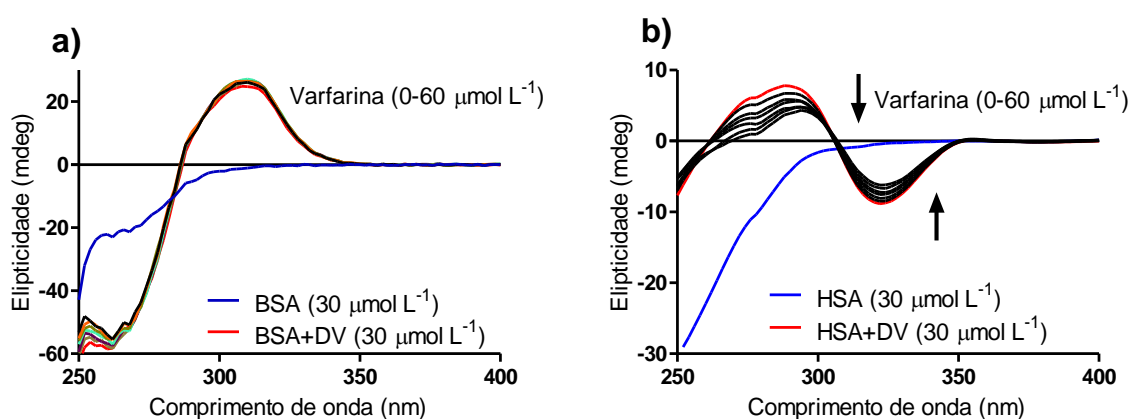 a)
Elipticidade (mdeg)
20
0
-20
-40
-60
Varfarina (0-60 μmol L⁻¹)
BSA (30 μmol L⁻¹)
BSA+DV (30 μmol L⁻¹)
250 300 350 400
Comprimento de onda (nm)
b)
Elipticidade (mdeg)
10
0
-10
-20
-30
Varfarina (0-60 μmol L⁻¹)
HSA (30 μmol L⁻¹)
HSA+DV (30 μmol L⁻¹)
250 300 350 400
Comprimento de onda (nm)